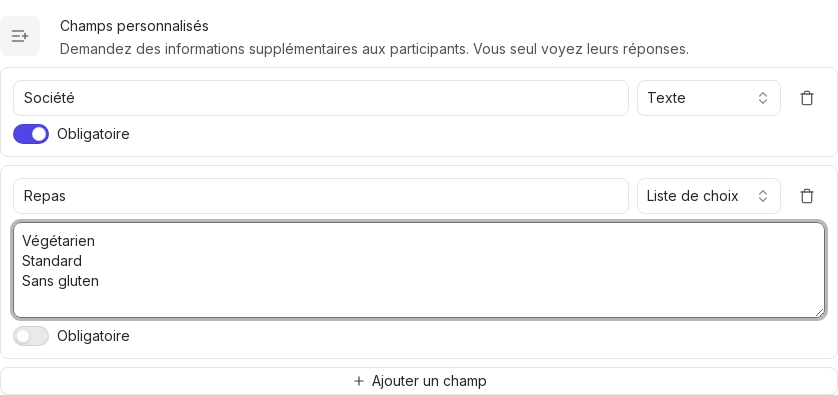 Champs personnalisés
Demandez des informations supplémentaires aux participants. Vous seul voyez leurs réponses.
Société
Texte
Obligatoire
Repas
Liste de choix
Végétarien
Standard
Sans gluten
Obligatoire
Ajouter un champ